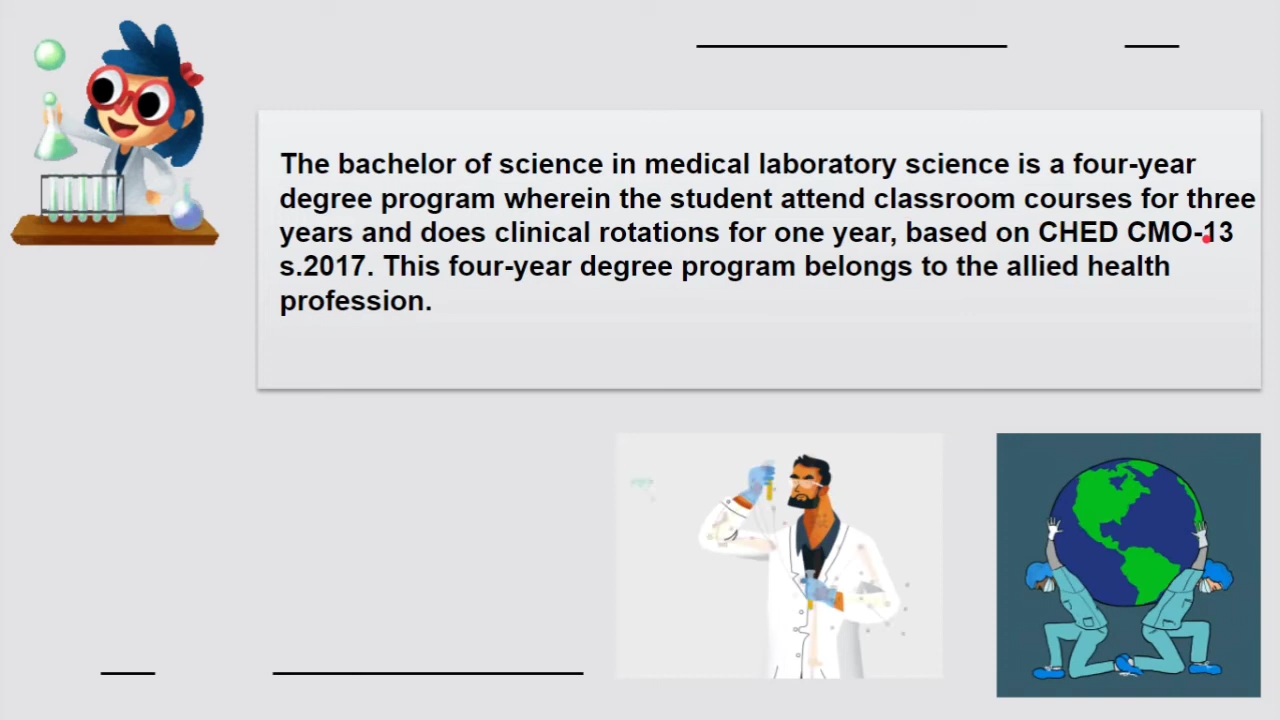 The bachelor of science in medical laboratory science is a four-year
degree program wherein the student attend classroom courses for three
years and does clinical rotations for one year, based on CHED CMO-13
s.2017. This four-year degree program belongs to the allied health
profession.